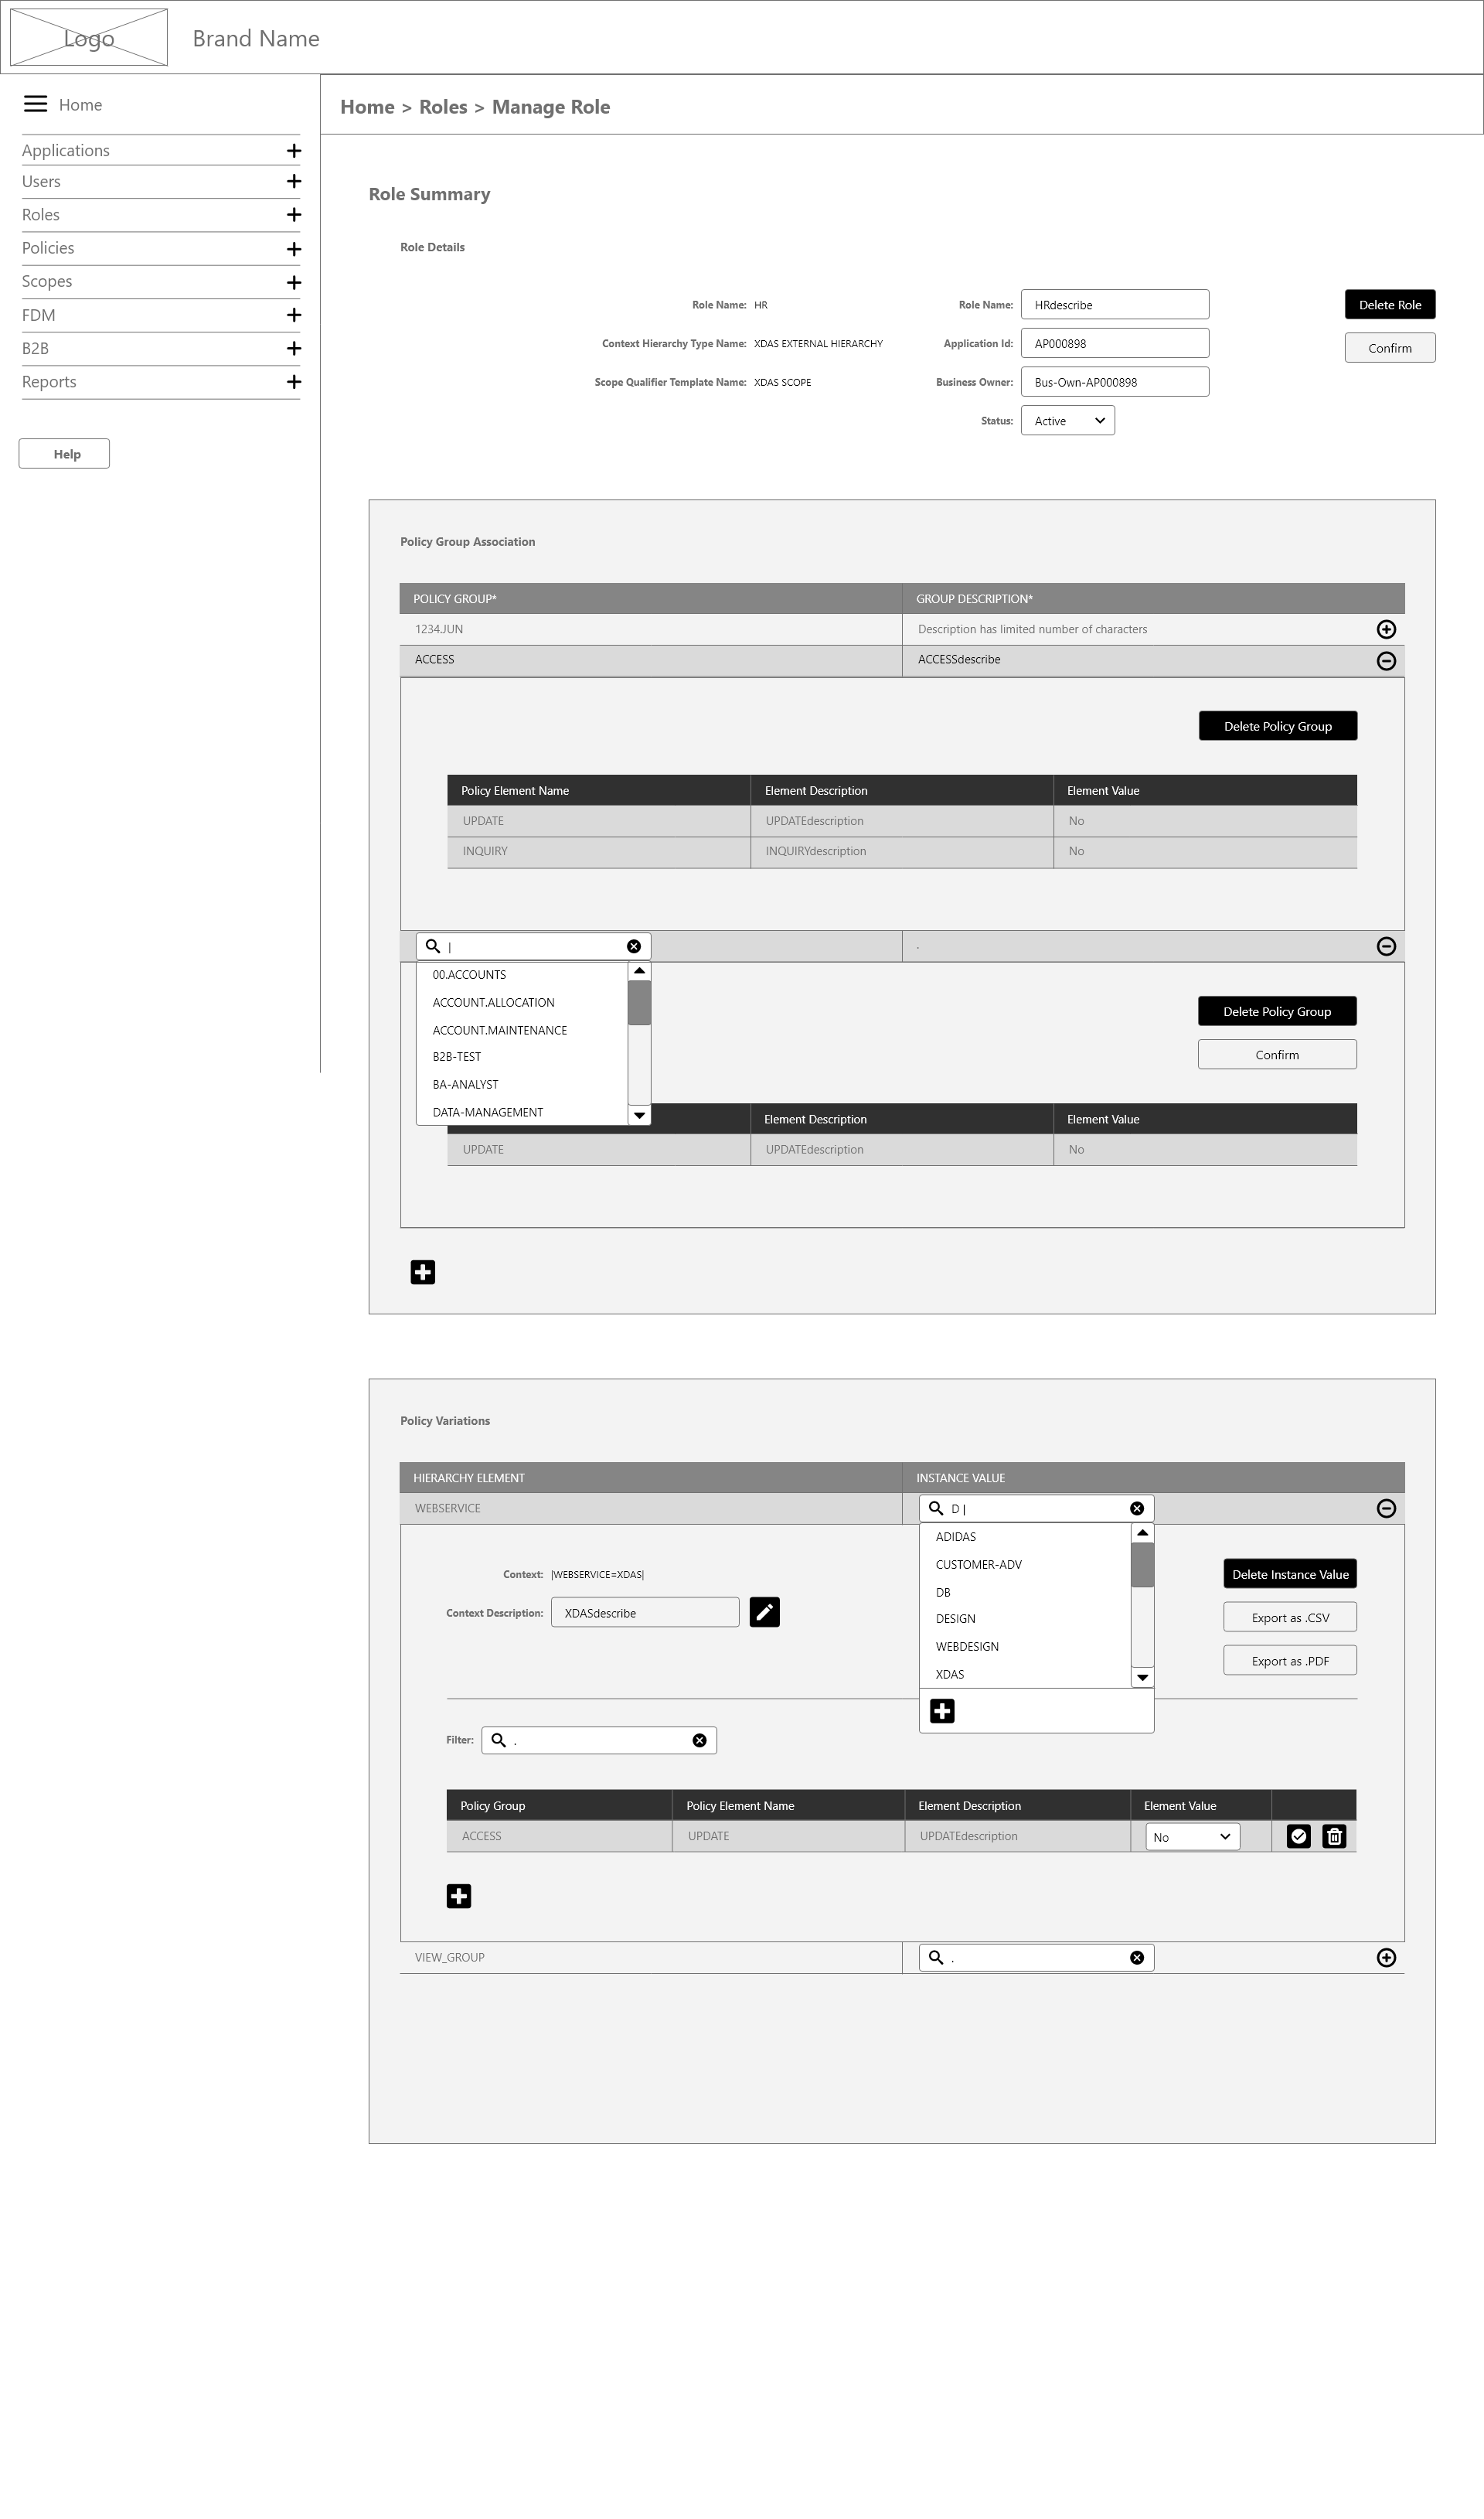 Logo
Brand Name
Home
Home > Roles > Manage Role
Applications
Users
Roles
Policies
Scopes
FDM
B2B
Reports
Help
Role Summary
Role Details
Role Name: HR
Context Hierarchy Type Name: XDAS EXTERNAL HIERARCHY
Scope Qualifier Template Name: XDAS SCOPE
Role Name: HRdescribe
Application Id: AP000898
Business Owner: Bus-Own-AP000898
Status: Active
Delete Role
Confirm
Policy Group Association
POLICY GROUP* GROUP DESCRIPTION*
1234.JUN Description has limited number of characters
ACCESS ACCESSdescribe
Delete Policy Group
Policy Element Name Element Description Element Value
UPDATE UPDATEdescription No
INQUIRY INQUIRYdescription No
| .
00.ACCOUNTS
ACCOUNT.ALLOCATION
ACCOUNT.MAINTENANCE
B2B-TEST
BA-ANALYST
DATA-MANAGEMENT
Delete Policy Group
Confirm
Element Description Element Value
UPDATE UPDATEdescription No
Policy Variations
HIERARCHY ELEMENT INSTANCE VALUE
WEBSERVICE D |
ADIDAS
CUSTOMER-ADV
DB
DESIGN
WEBDESIGN
XDAS
Context: |WEBSERVICE=XDAS|
Context Description: XDASdescribe
Delete Instance Value
Export as .CSV
Export as .PDF
Filter: .
Policy Group Policy Element Name Element Description Element Value
ACCESS UPDATE UPDATEdescription No
VIEW_GROUP .